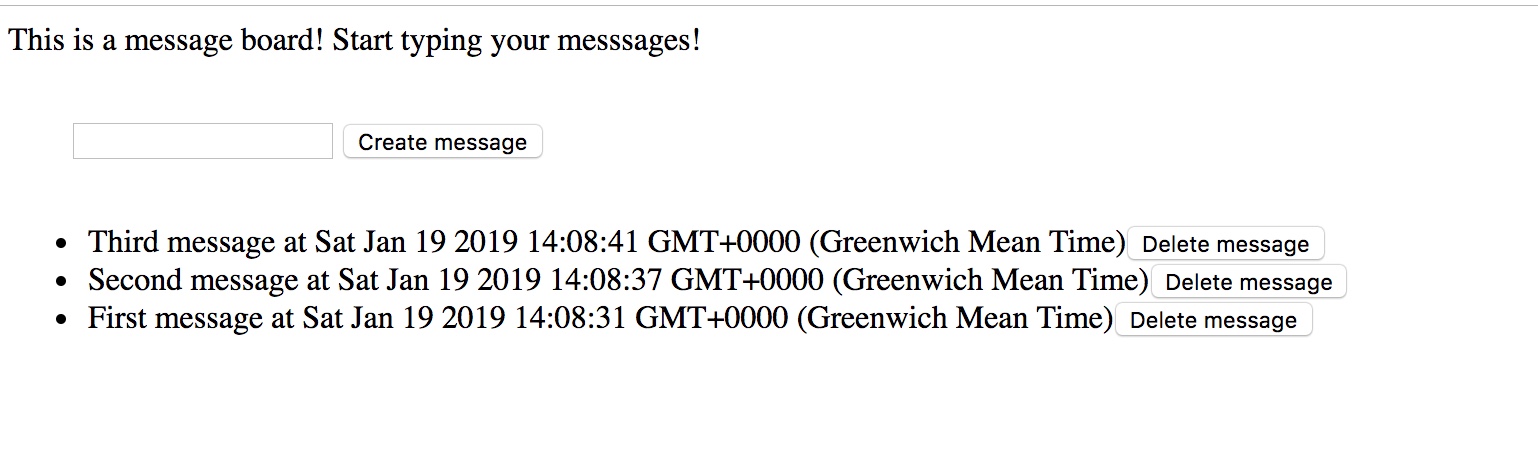 This is a message board! Start typing your messsages!
Create message
Third message at Sat Jan 19 2019 14:08:41 GMT+0000 (Greenwich Mean Time) Delete message
Second message at Sat Jan 19 2019 14:08:37 GMT+0000 (Greenwich Mean Time) Delete message
First message at Sat Jan 19 2019 14:08:31 GMT+0000 (Greenwich Mean Time) Delete message